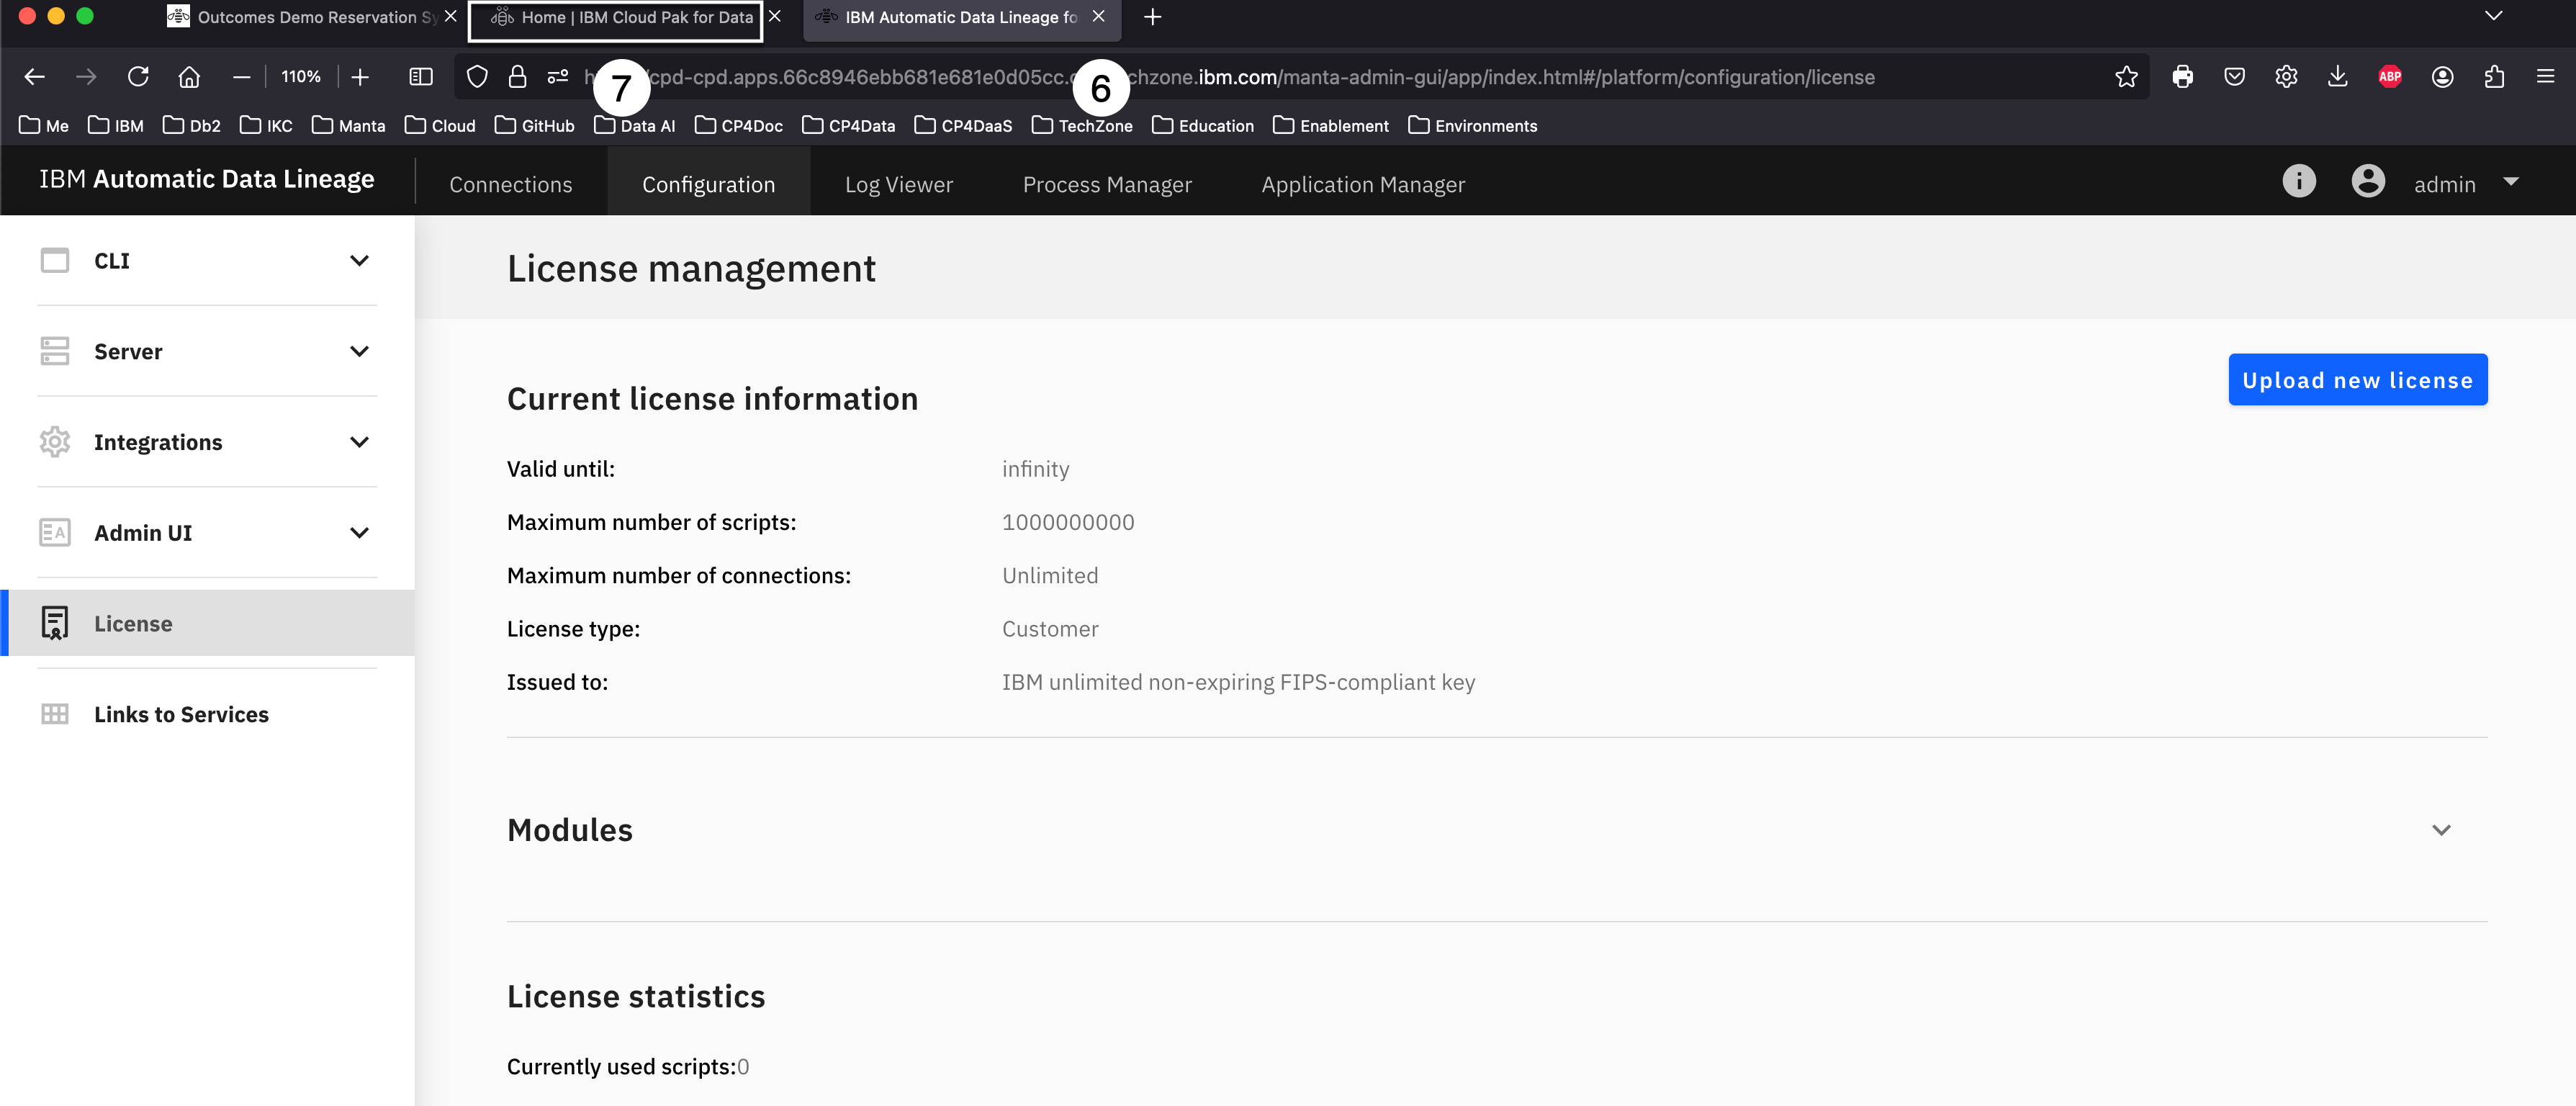 Outcomes Demo Reservation Sy
Home | IBM Cloud Pak for Data
IBM Automatic Data Lineage fo
110%
cpd-cpd.apps.66c8946ebb681e681e0d05cc.
chzone.ibm.com/manta-admin-gui/app/index.html#/platform/configuration/license
7
6
ABP
Me
IBM
Db2
IKC
Manta
Cloud
GitHub
Data AI
CP4Doc
CP4Data
CP4DaaS
TechZone
Education
Enablement
Environments
IBM Automatic Data Lineage
Connections
Configuration
Log Viewer
Process Manager
Application Manager
admin
CLI
Server
Integrations
Admin UI
License
Links to Services
License management
Current license information
Upload new license
Valid until: infinity
Maximum number of scripts: 1000000000
Maximum number of connections: Unlimited
License type: Customer
Issued to: IBM unlimited non-expiring FIPS-compliant key
Modules
License statistics
Currently used scripts:0